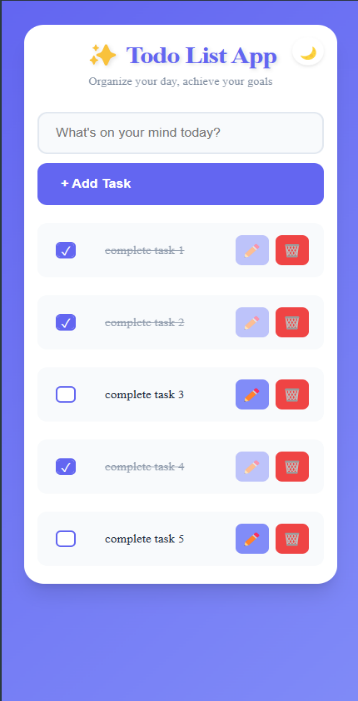 ✨ Todo List App
Organize your day, achieve your goals
What's on your mind today?
+ Add Task
complete task 1
complete task 2
complete task 3
complete task 4
complete task 5